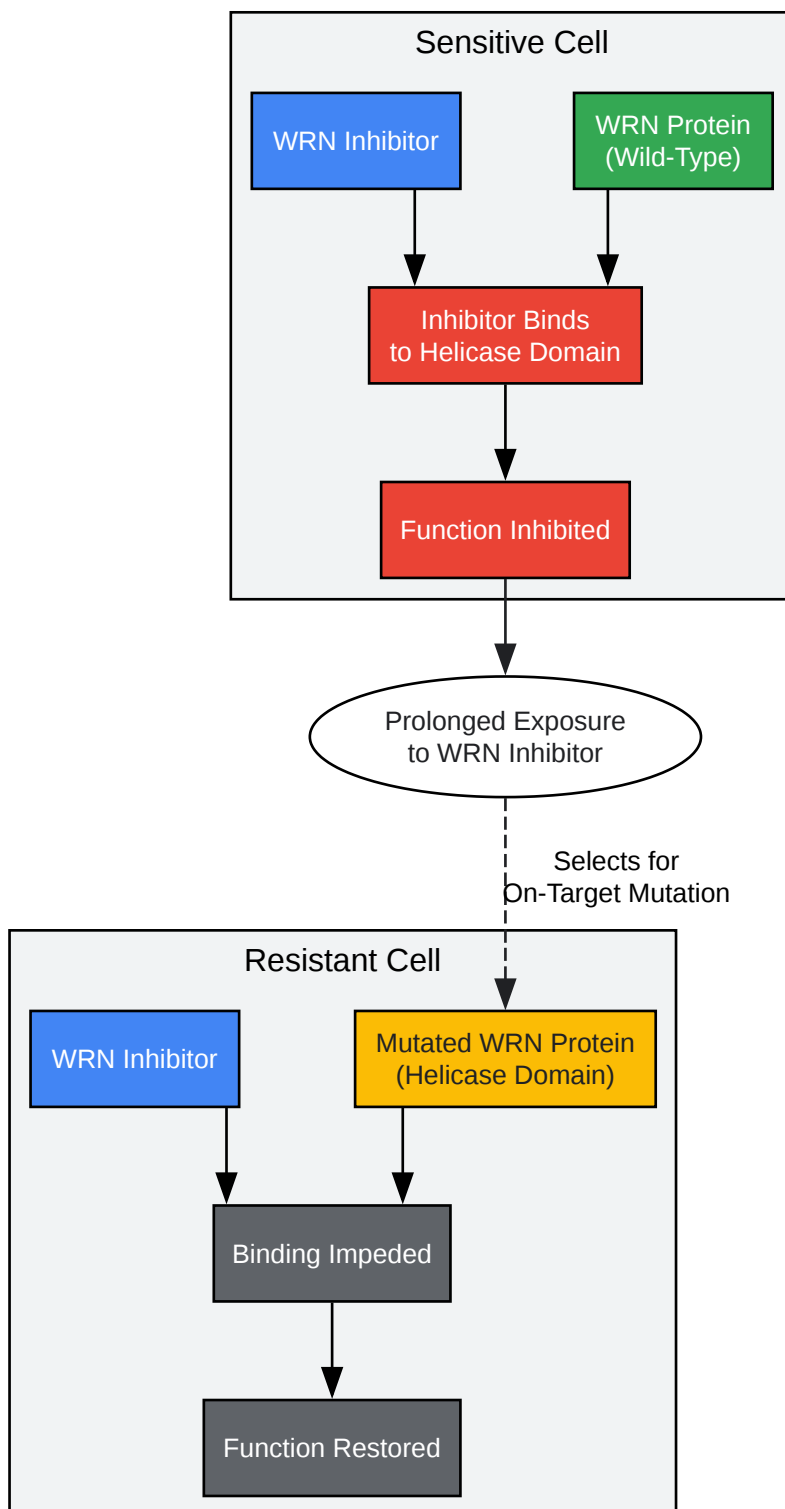 Sensitive Cell
WRN Inhibitor
WRN Protein
(Wild-Type)
Inhibitor Binds
to Helicase Domain
Function Inhibited
Prolonged Exposure
to WRN Inhibitor
Selects for
On-Target Mutation
Resistant Cell
WRN Inhibitor
Mutated WRN Protein
(Helicase Domain)
Binding Impeded
Function Restored